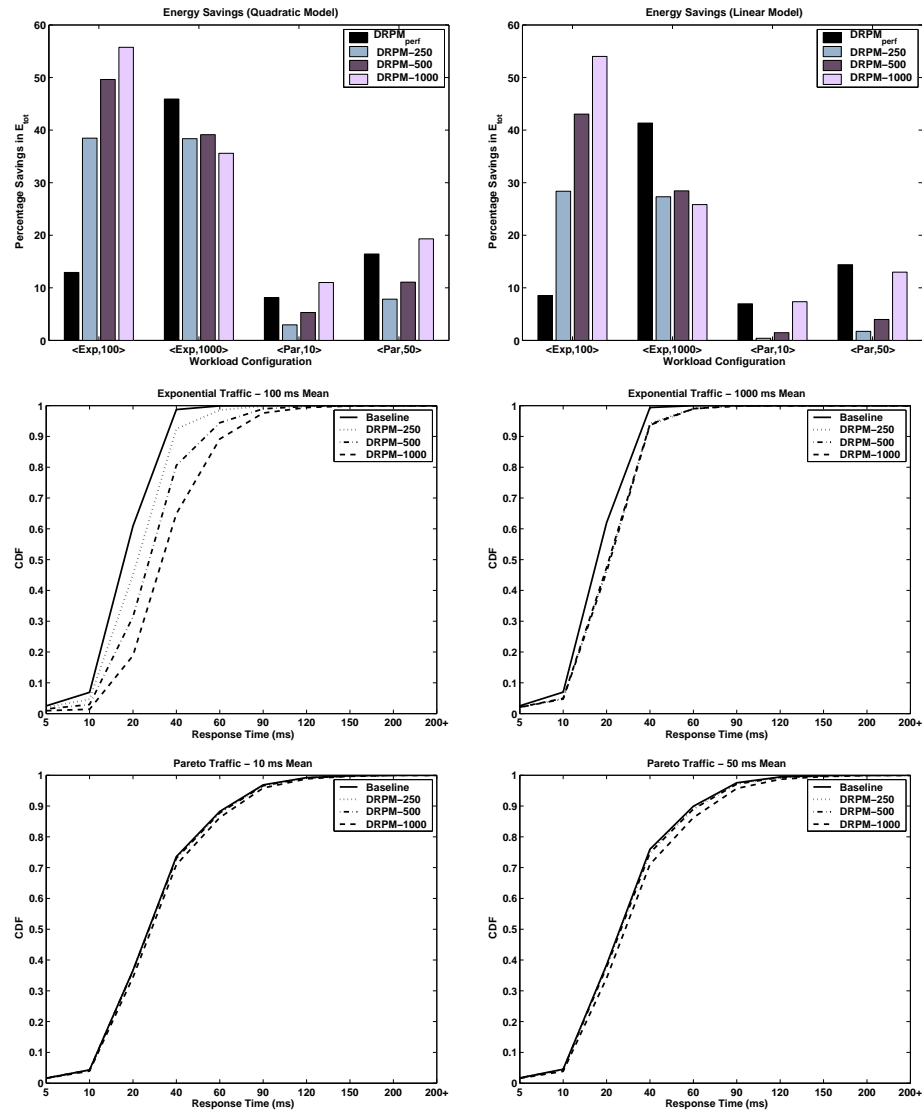 Energy Savings (Quadratic Model)
60
50
40
30
20
10
0
Percentage Savings in E_tot
DRPM_perf
DRPM−250
DRPM−500
DRPM−1000
<Exp,100> <Exp,1000> <Par,10> <Par,50>
Workload Configuration
Energy Savings (Linear Model)
60
50
40
30
20
10
0
Percentage Savings in E_tot
DRPM_perf
DRPM−250
DRPM−500
DRPM−1000
<Exp,100> <Exp,1000> <Par,10> <Par,50>
Workload Configuration
Exponential Traffic − 100 ms Mean
1
0.9
0.8
0.7
0.6
0.5
0.4
0.3
0.2
0.1
0
CDF
Baseline
DRPM−250
DRPM−500
DRPM−1000
5 10 20 40 60 90 120 150 200 200+
Response Time (ms)
Exponential Traffic − 1000 ms Mean
1
0.9
0.8
0.7
0.6
0.5
0.4
0.3
0.2
0.1
0
CDF
Baseline
DRPM−250
DRPM−500
DRPM−1000
5 10 20 40 60 90 120 150 200 200+
Response Time (ms)
Pareto Traffic − 10 ms Mean
1
0.9
0.8
0.7
0.6
0.5
0.4
0.3
0.2
0.1
0
CDF
Baseline
DRPM−250
DRPM−500
DRPM−1000
5 10 20 40 60 90 120 150 200 200+
Response Time (ms)
Pareto Traffic − 50 ms Mean
1
0.9
0.8
0.7
0.6
0.5
0.4
0.3
0.2
0.1
0
CDF
Baseline
DRPM−250
DRPM−500
DRPM−1000
5 10 20 40 60 90 120 150 200 200+
Response Time (ms)